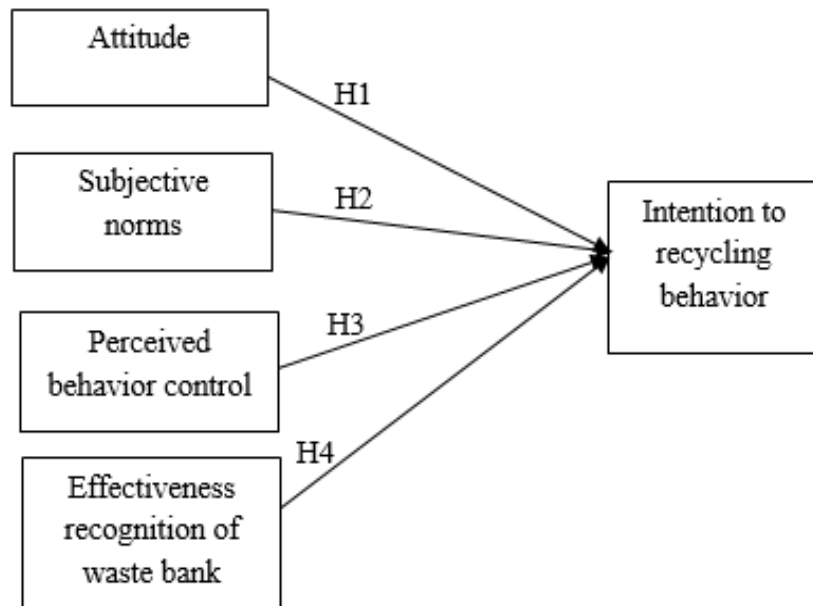 Attitude
H1
Subjective
norms
H2
Intention to
recycling
behavior
Perceived
behavior control
H3
Effectiveness
recognition of
waste bank
H4